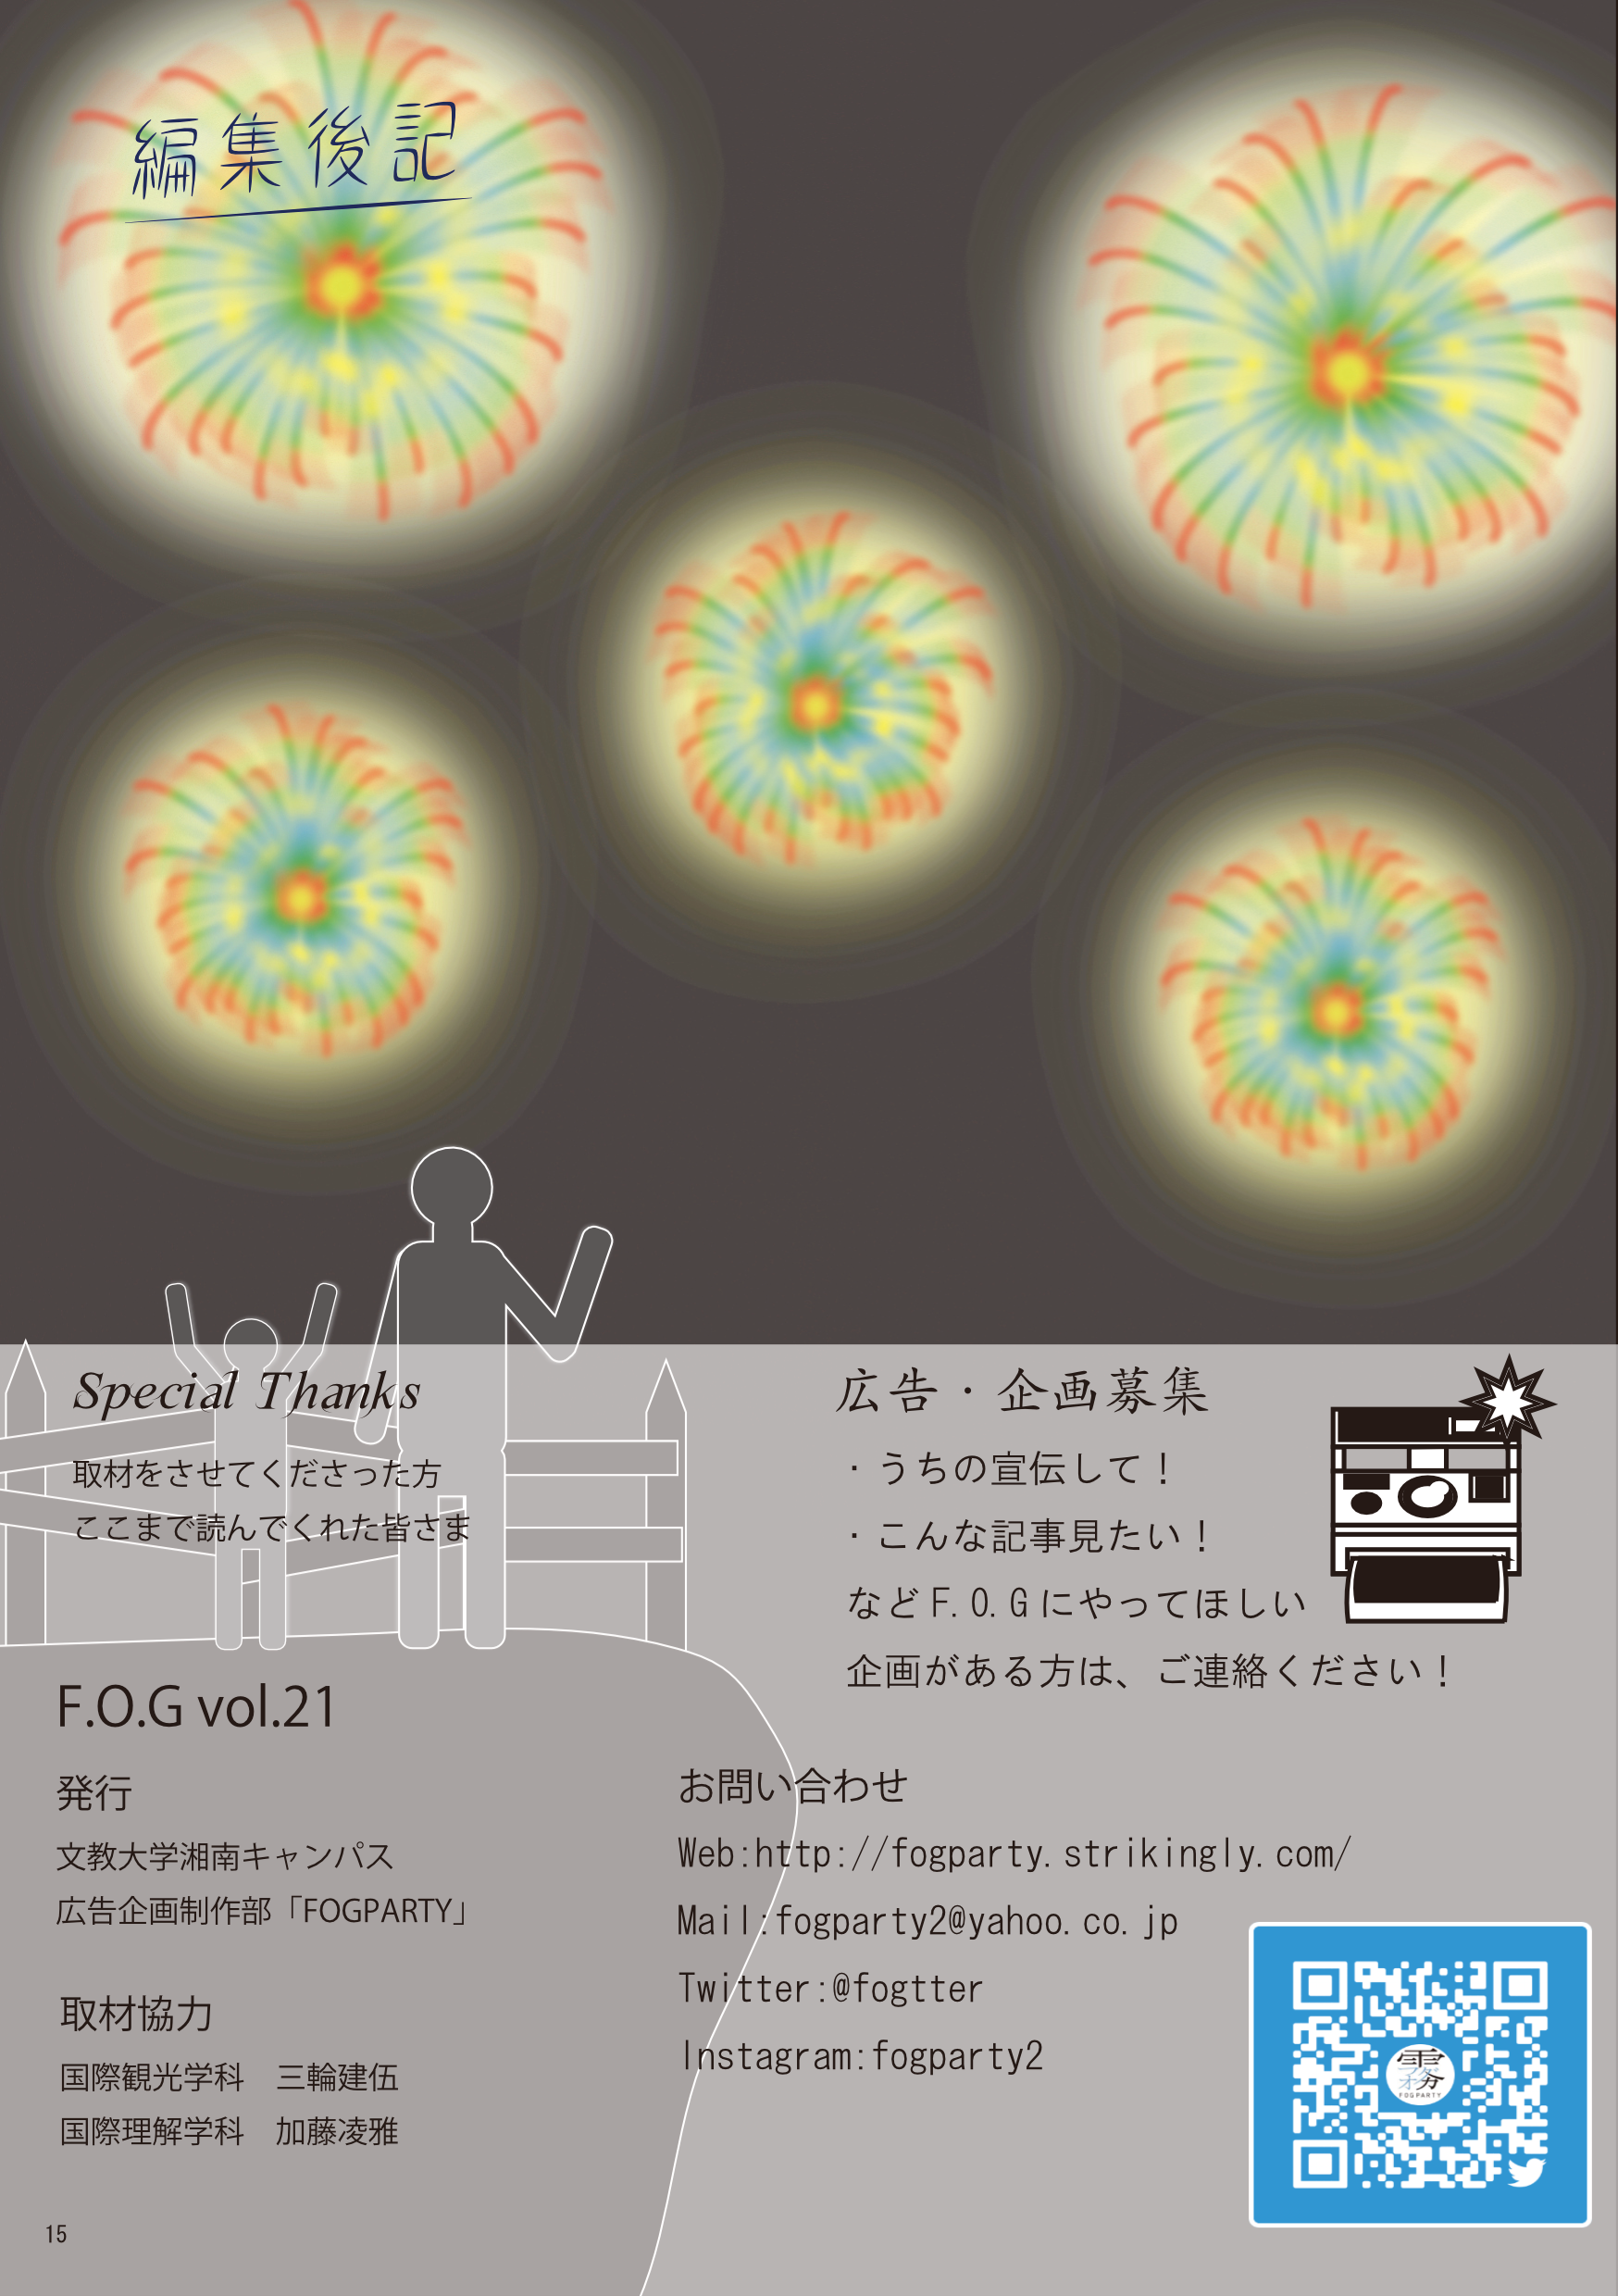 編集後記
Special Thanks
取材をさせてくださった方
ここまで読んでくれた皆さま
広告・企画募集
・うちの宣伝して！
・こんな記事見たい！
など F.O.G にやってほしい
企画がある方は、ご連絡ください！
F.O.G vol.21
発行
文教大学湘南キャンパス
広告企画制作部「FOGPARTY」
取材協力
国際観光学科　三輪建伍
国際理解学科　加藤凌雅
お問い合わせ
Web:http://fogparty.strikingly.com/
Mail:fogparty2@yahoo.co.jp
Twitter:@fogtter
Instagram:fogparty2
霧
フォグ
FOGPARTY
15